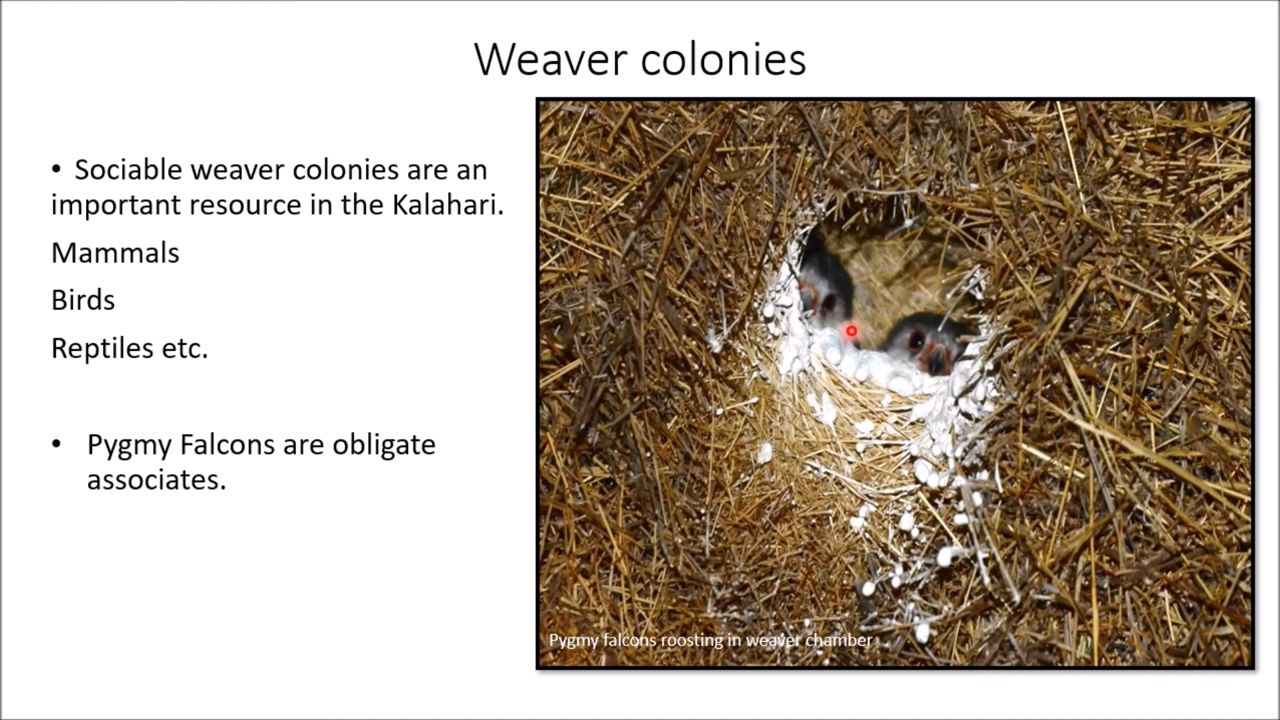 Weaver colonies
• Sociable weaver colonies are an
important resource in the Kalahari.
Mammals
Birds
Reptiles etc.
• Pygmy Falcons are obligate
associates.
Pygmy falcons roosting in weaver chamber